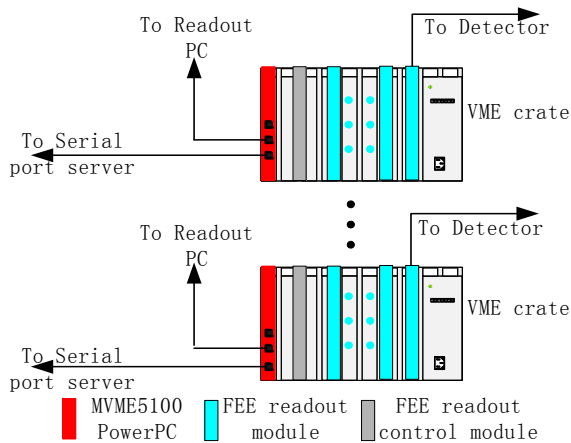 To Readout
PC
To Detector
VME crate
To Serial
port server
To Readout
PC
To Detector
VME crate
To Serial
port server
MVME5100
PowerPC
FEE readout
module
FEE readout
control module